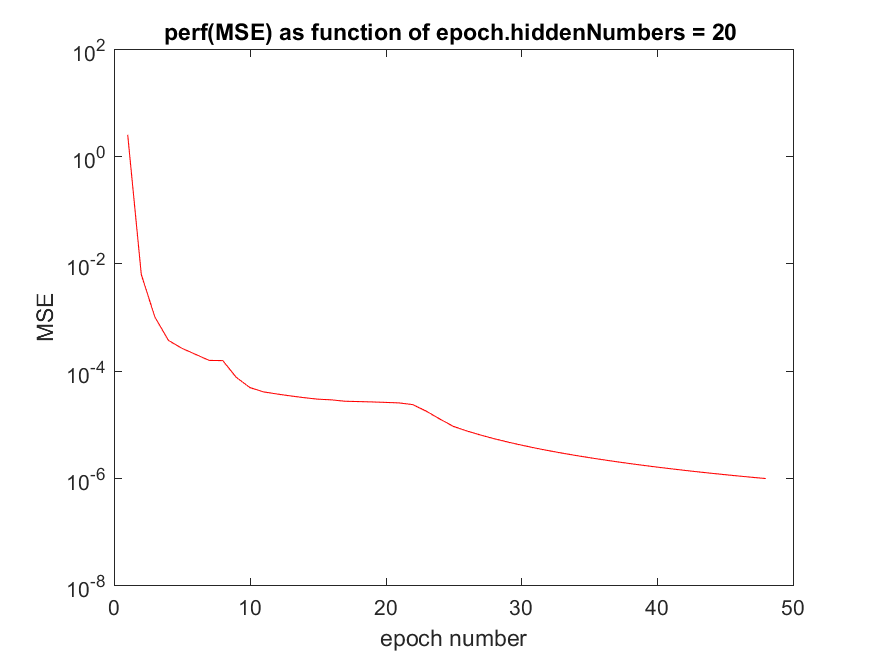 perf(MSE) as function of epoch.hiddenNumbers = 20
10^2
10^0
10^-2
10^-4
10^-6
10^-8
MSE
0 10 20 30 40 50
epoch number